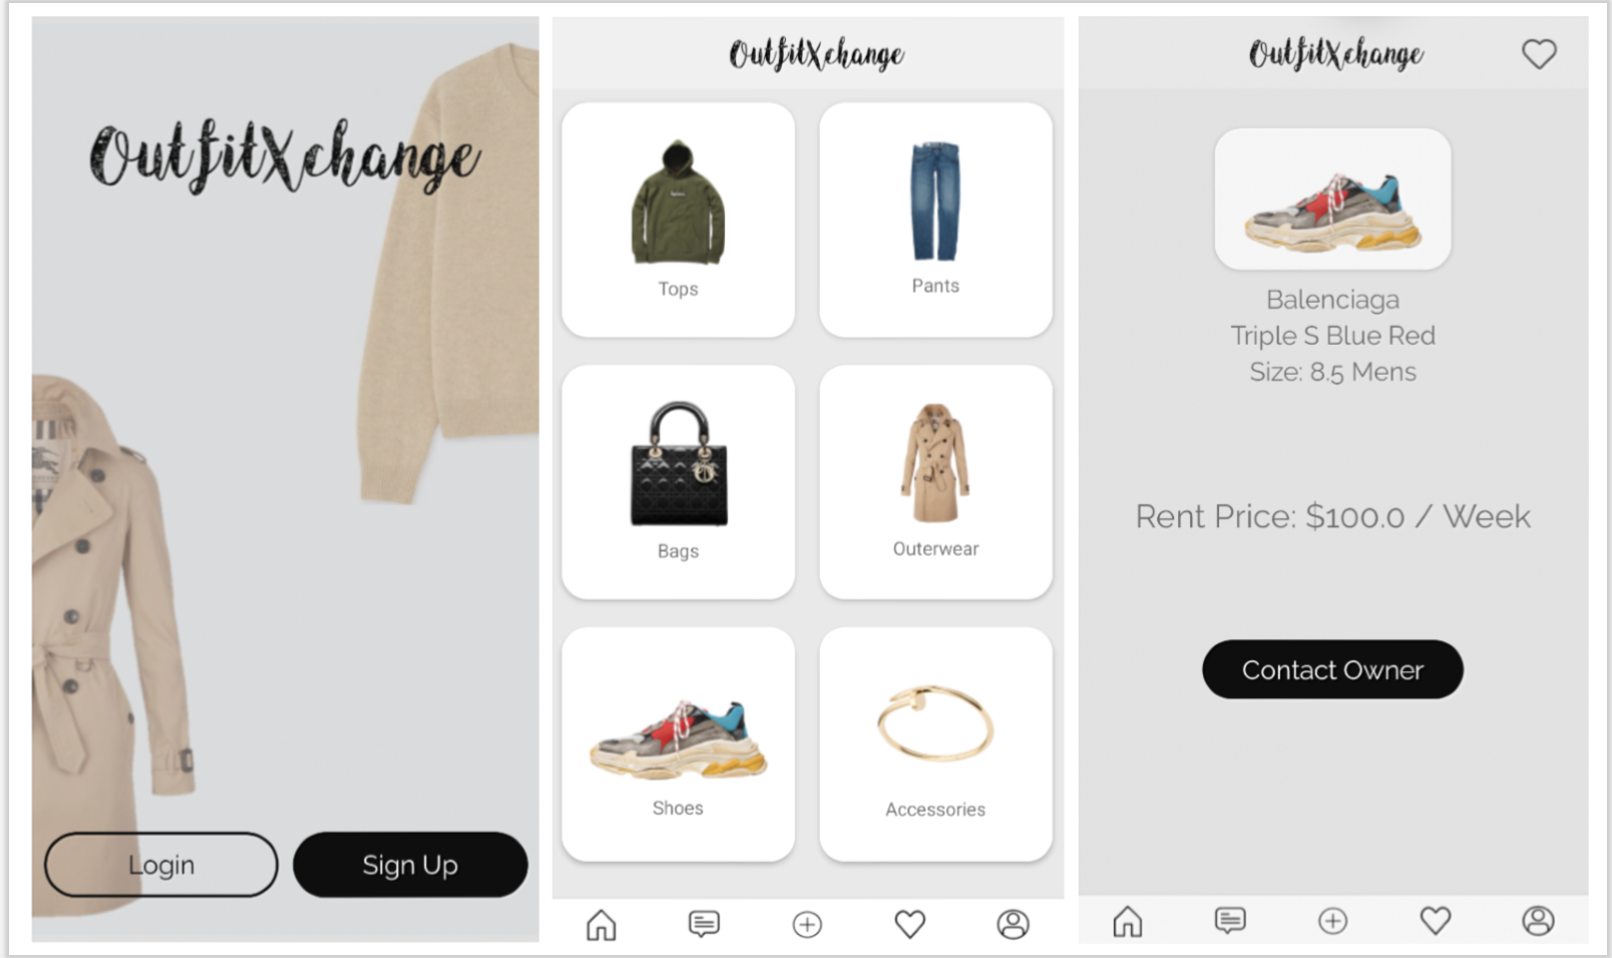 OutfitXchange
Login
Sign Up
OutfitXchange
Tops
Pants
Bags
Outerwear
Shoes
Accessories
OutfitXchange
Balenciaga
Triple S Blue Red
Size: 8.5 Mens
Rent Price: $100.0 / Week
Contact Owner